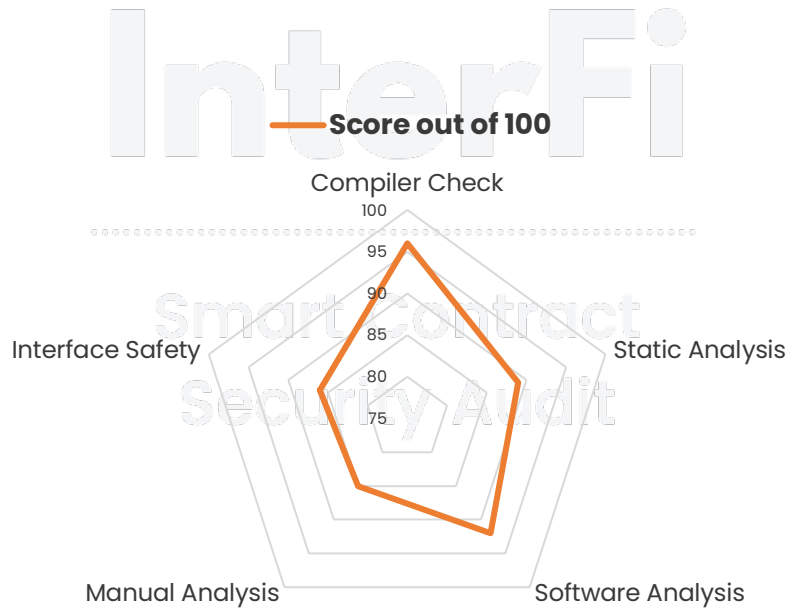 InterFi
Score out of 100
Compiler Check
100
95
90
Smart Contract
85
Interface Safety
Static Analysis
80
Security Audit
75
Manual Analysis
Software Analysis